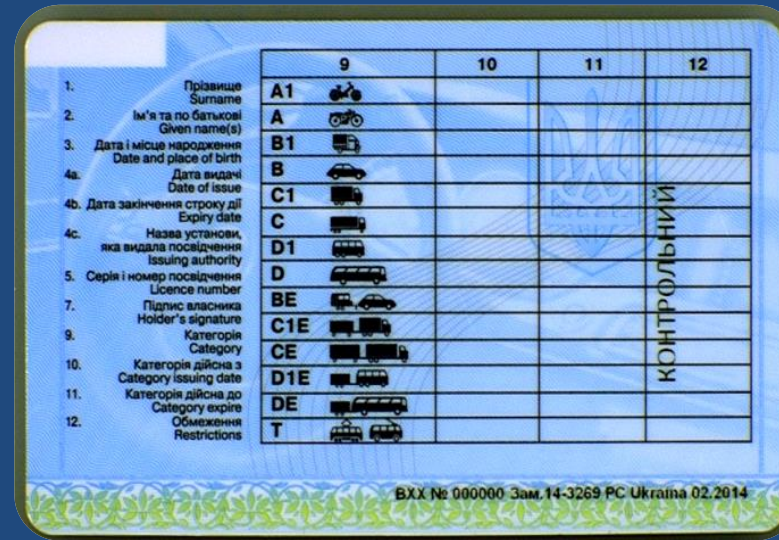 9 10 11 12
1. Прізвище
Surname
2. Ім'я та по батькові
Given name(s)
3. Дата і місце народження
Date and place of birth
4a. Дата видачі
Date of issue
4b. Дата закінчення строку дії
Expiry date
4c. Назва установи,
яка видала посвідчення
Issuing authority
5. Серія і номер посвідчення
Licence number
7. Підпис власника
Holder's signature
9. Категорія
Category
10. Категорія дійсна з
Category issuing date
11. Категорія дійсна до
Category expire
12. Обмеження
Restrictions
A1
A
B1
B
C1
C
D1
D
BE
C1E
CE
D1E
DE
T
КОНТРОЛЬНИЙ
BXX № 000000 Зам.14-3269 PC Ukraina 02.2014